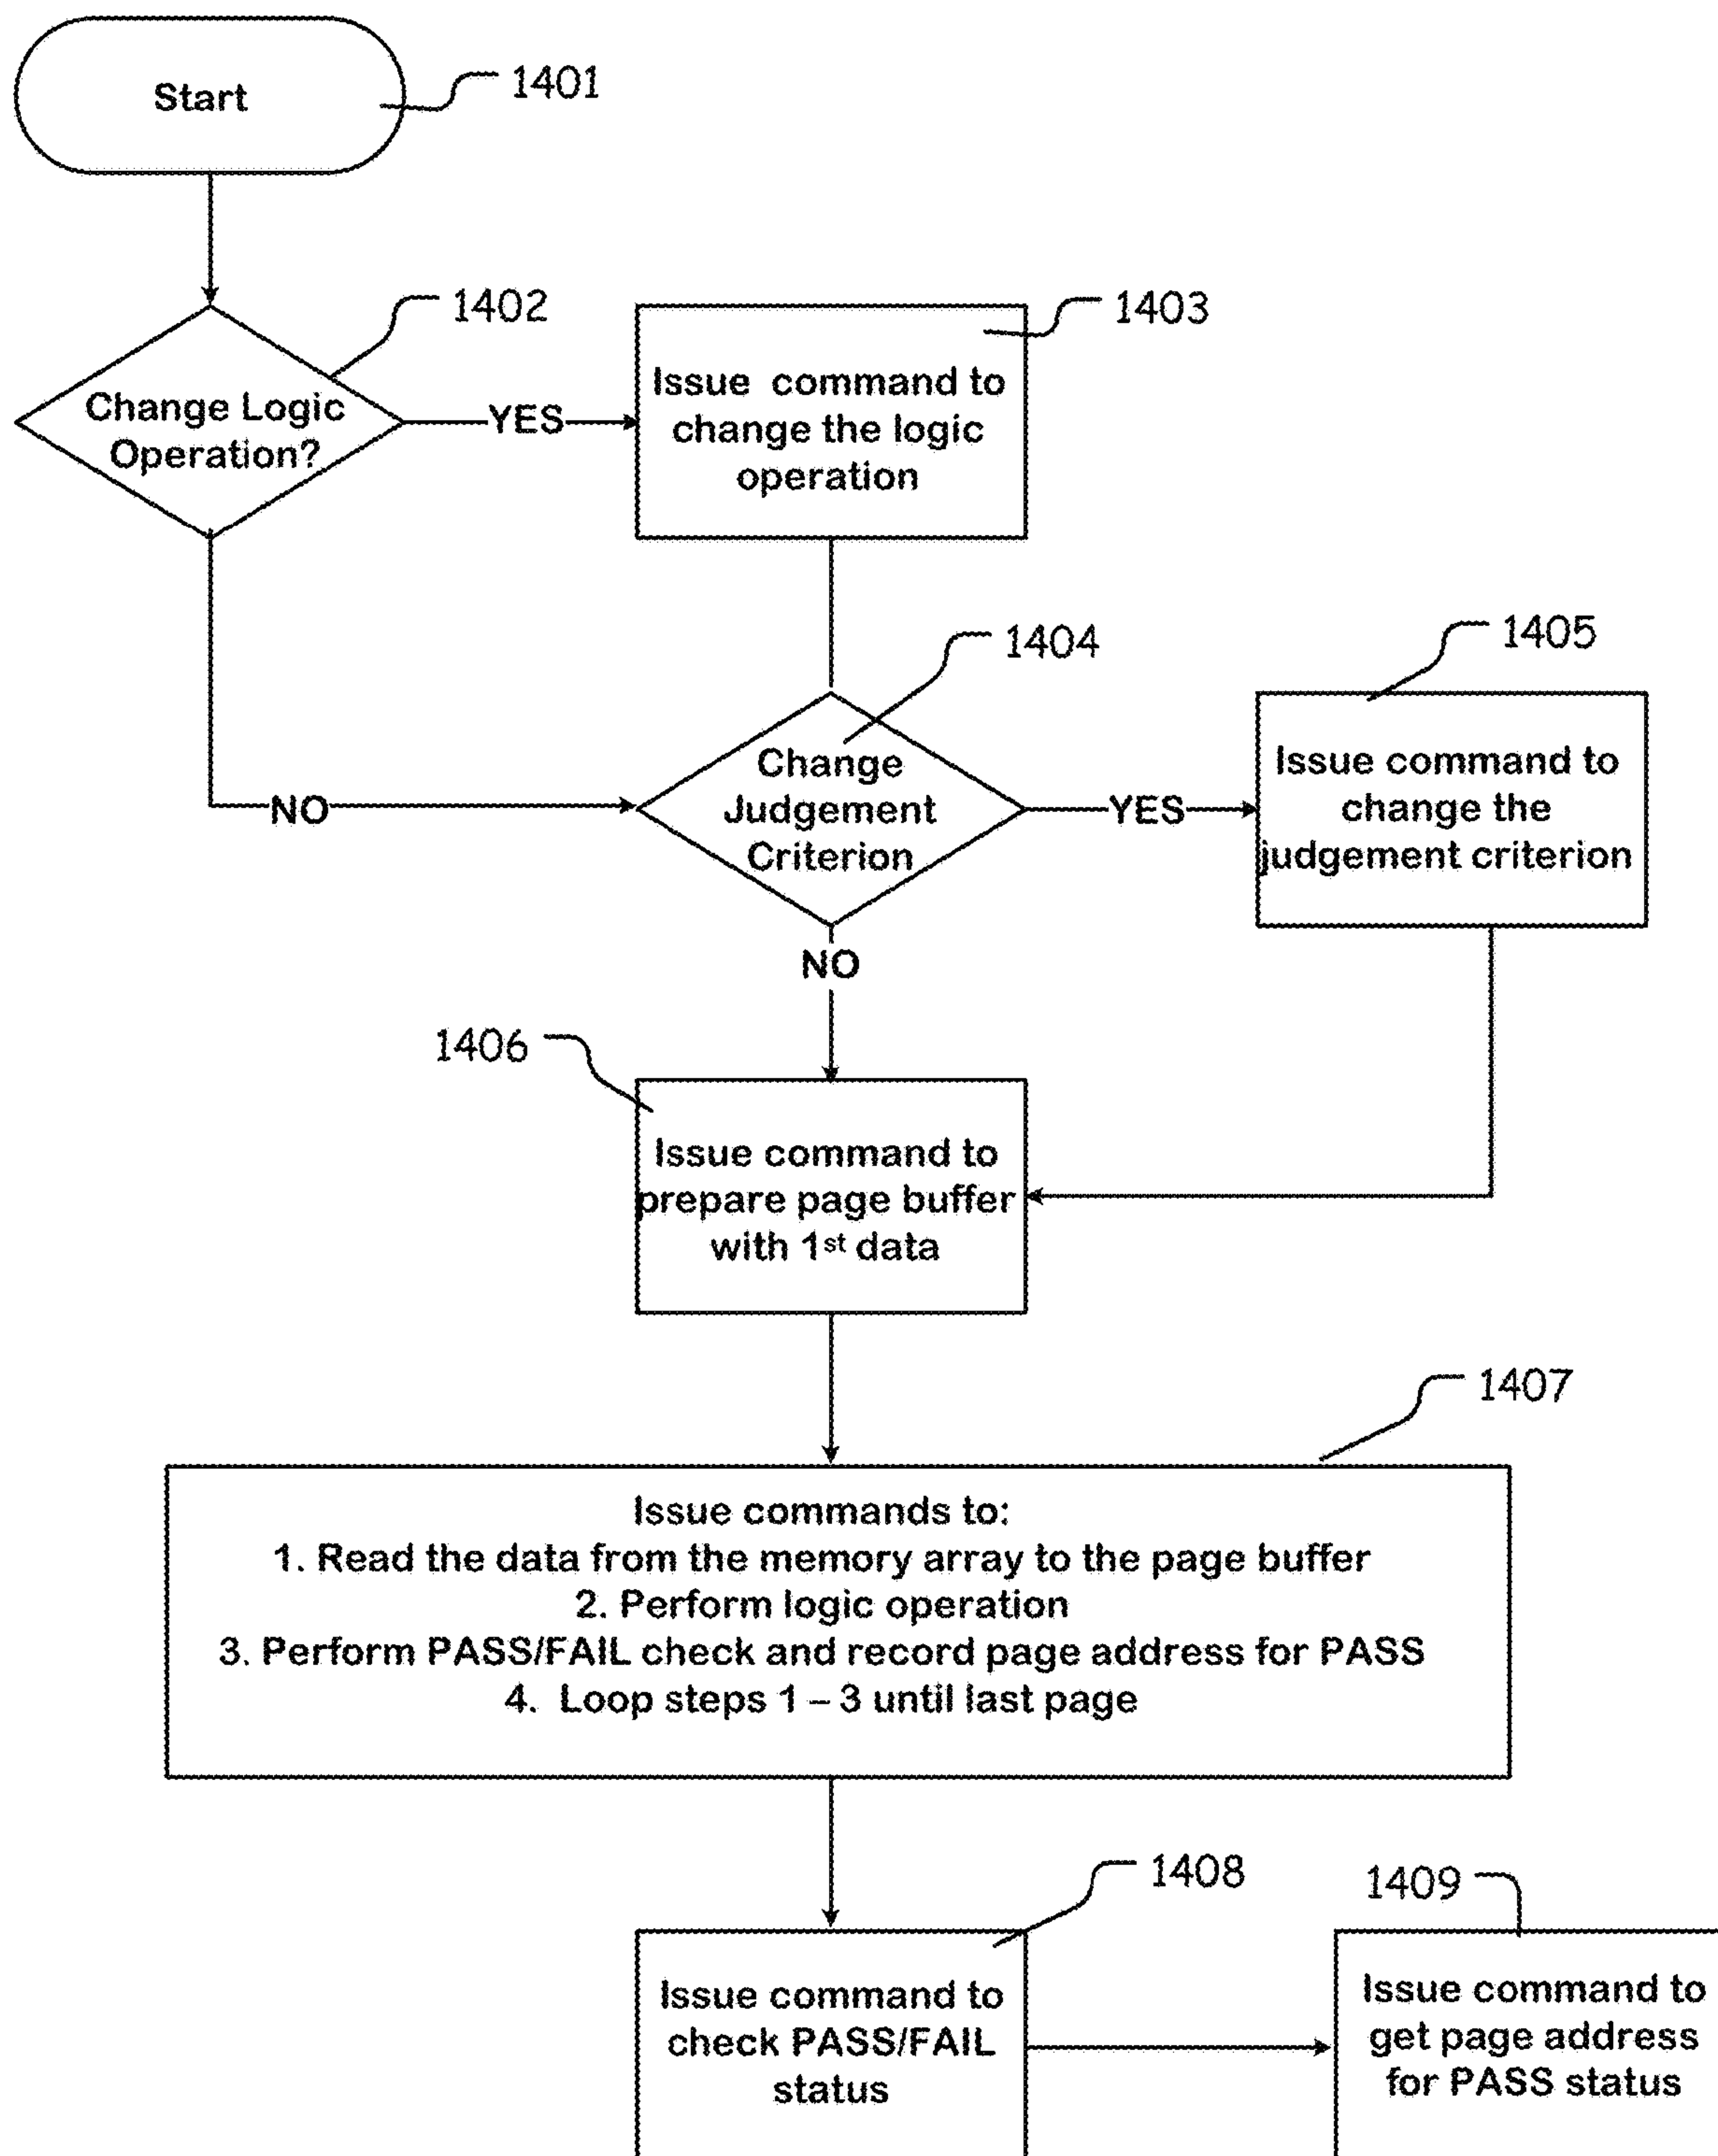 Start
1401
1402
Change Logic
Operation?
YES
1403
Issue command to
change the logic
operation
1404
Change
Judgement
Criterion
YES
1405
Issue command to
change the
judgement criterion
NO
NO
1406
Issue command to
prepare page buffer
with 1st data
1407
Issue commands to:
1. Read the data from the memory array to the page buffer
2. Perform logic operation
3. Perform PASS/FAIL check and record page address for PASS
4. Loop steps 1 – 3 until last page
1408
Issue command to
check PASS/FAIL
status
1409
Issue command to
get page address
for PASS status